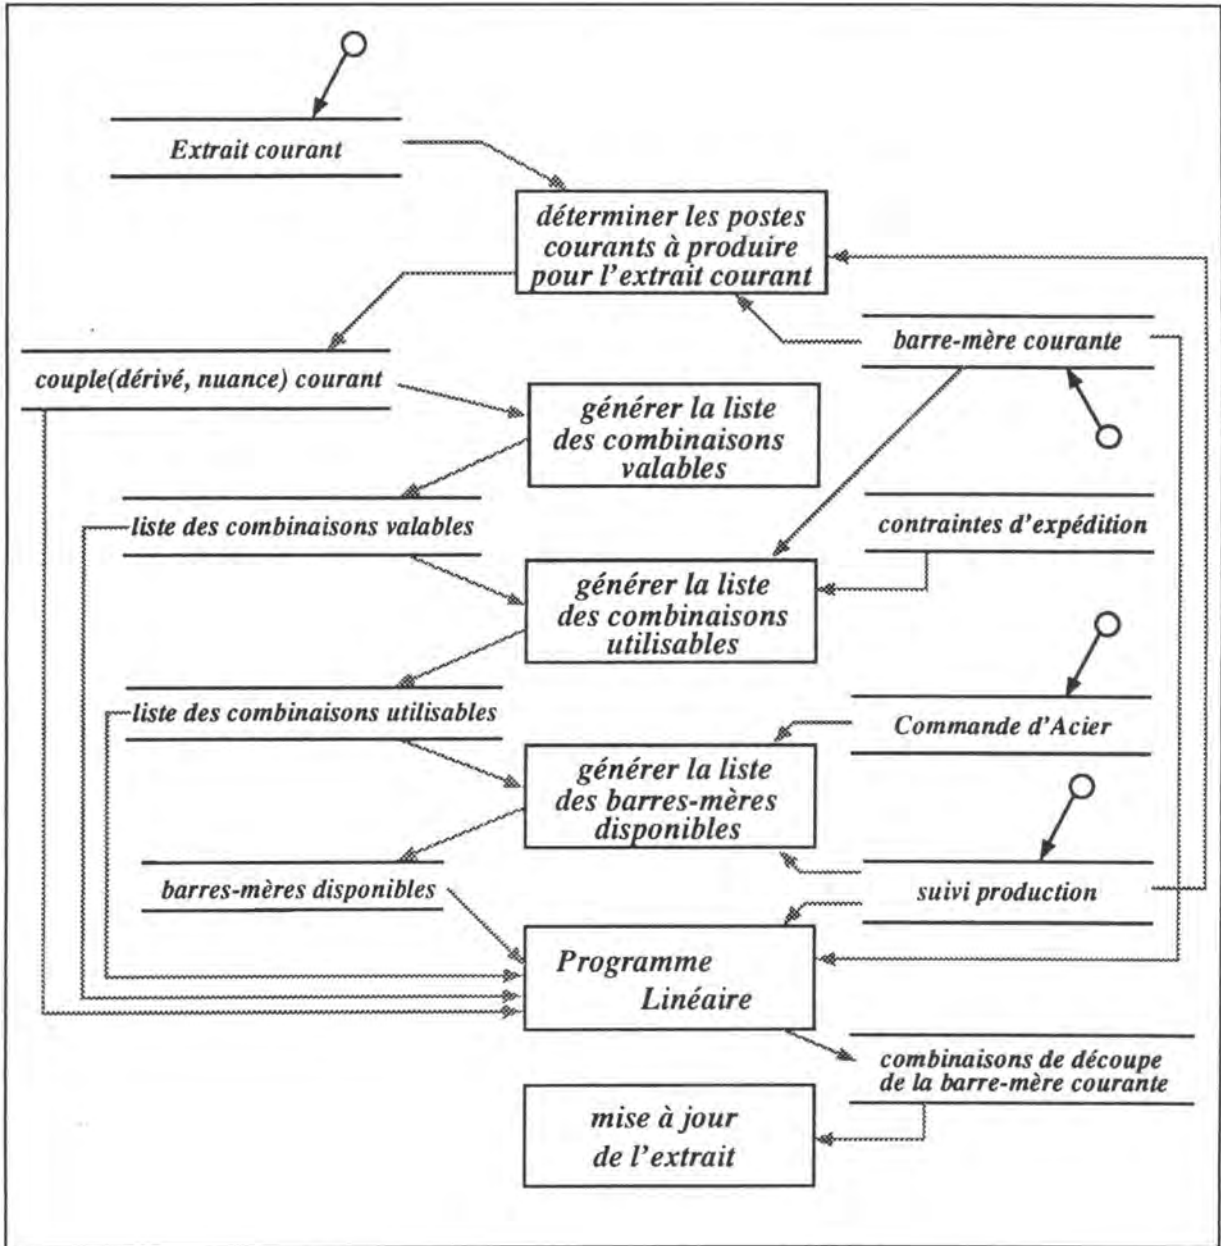 Extrait courant
déterminer les postes
courants à produire
pour l'extrait courant
barre-mère courante
couple(dérivé, nuance) courant
générer la liste
des combinaisons
valables
liste des combinaisons valables
contraintes d'expédition
générer la liste
des combinaisons
utilisables
liste des combinaisons utilisables
Commande d'Acier
générer la liste
des barres-mères
disponibles
barres-mères disponibles
suivi production
Programme
Linéaire
combinaisons de découpe
de la barre-mère courante
mise à jour
de l'extrait